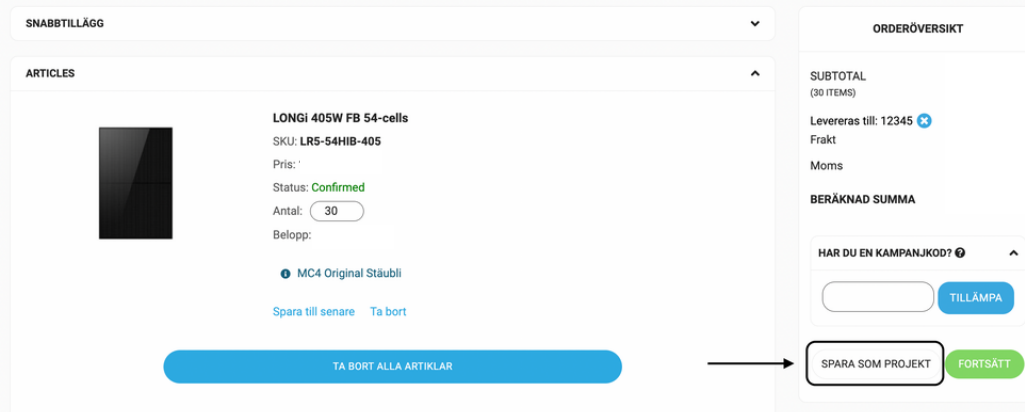 SNABBTILLÄGG
ARTICLES
LONGi 405W FB 54-cells
SKU: LR5-54HIB-405
Pris:
Status: Confirmed
Antal: 30
Belopp:
MC4 Original Stäubli
Spara till senare Ta bort
TA BORT ALLA ARTIKLAR
ORDERÖVERSIKT
SUBTOTAL
(30 ITEMS)
Levereras till: 12345
Frakt
Moms
BERÄKNAD SUMMA
HAR DU EN KAMPANJKOD?
TILLÄMPA
SPARA SOM PROJEKT FORTSÄTT